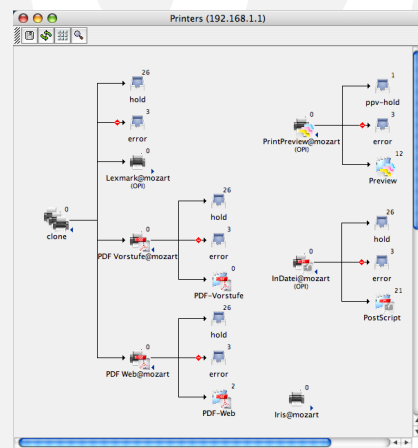 Printers (192.168.1.1)
26
hold
3
error
0
Lexmark@mozart
(OPI)
0
clone
0
PDF Vorstufe@mozart
26
hold
3
error
0
PDF-Vorstufe
0
PDF Web@mozart
26
hold
3
error
2
PDF-Web
0
PrintPreview@mozart
(OPI)
1
ppv-hold
3
error
12
Preview
0
InDatei@mozart
(OPI)
26
hold
3
error
21
PostScript
0
Iris@mozart